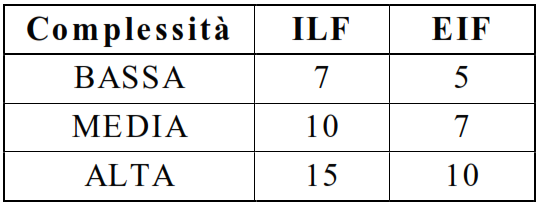 Complessità ILF EIF
BASSA 7 5
MEDIA 10 7
ALTA 15 10